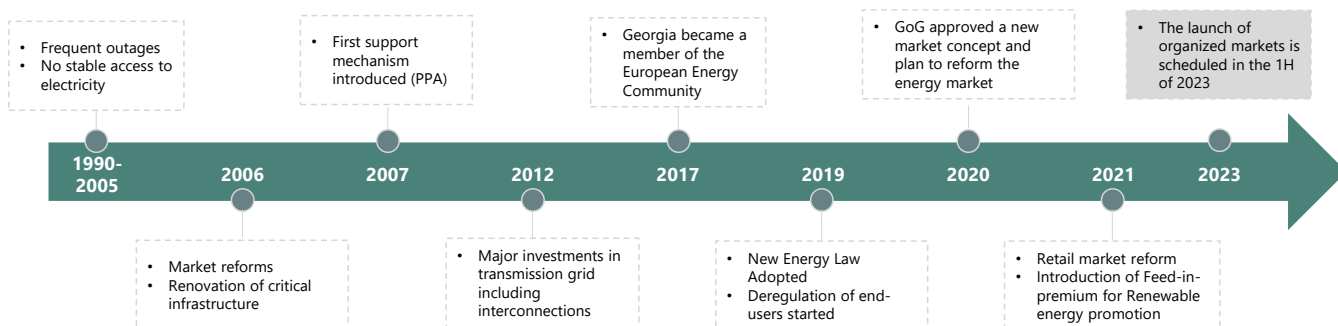 • Frequent outages
• No stable access to
electricity
• First support
mechanism
introduced (PPA)
• Georgia became a
member of the
European Energy
Community
• GoG approved a new
market concept and
plan to reform the
energy market
• The launch of
organized markets is
scheduled in the 1H
of 2023
1990-
2005
2006
2007
2012
2017
2019
2020
2021
2023
• Market reforms
• Renovation of critical
infrastructure
• Major investments in
transmission grid
including
interconnections
• New Energy Law
Adopted
• Deregulation of end-
users started
• Retail market reform
• Introduction of Feed-in-
premium for Renewable
energy promotion